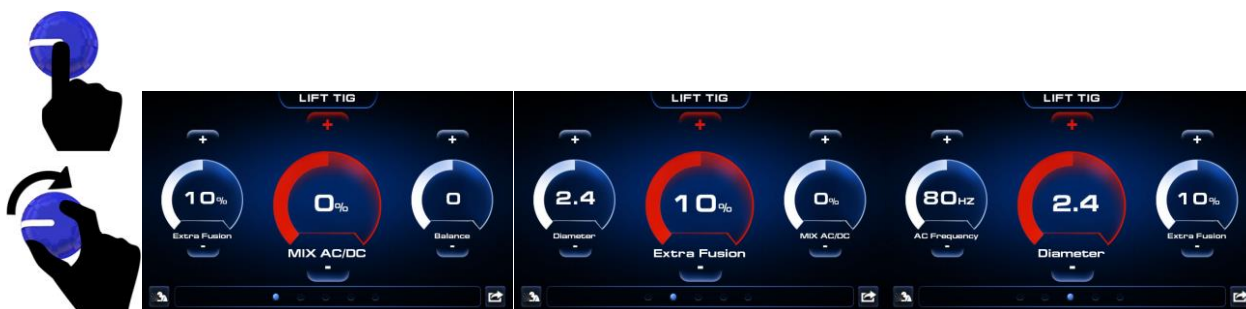 LIFT TIG
+
+
+
10%
0%
0
Extra Fusion
MIX AC/DC
Balance
-
-
-
LIFT TIG
+
+
+
2.4
10%
0%
Diameter
Extra Fusion
MIX AC/DC
-
-
-
LIFT TIG
+
+
+
80HZ
2.4
10%
AC Frequency
Diameter
Extra Fusion
-
-
-